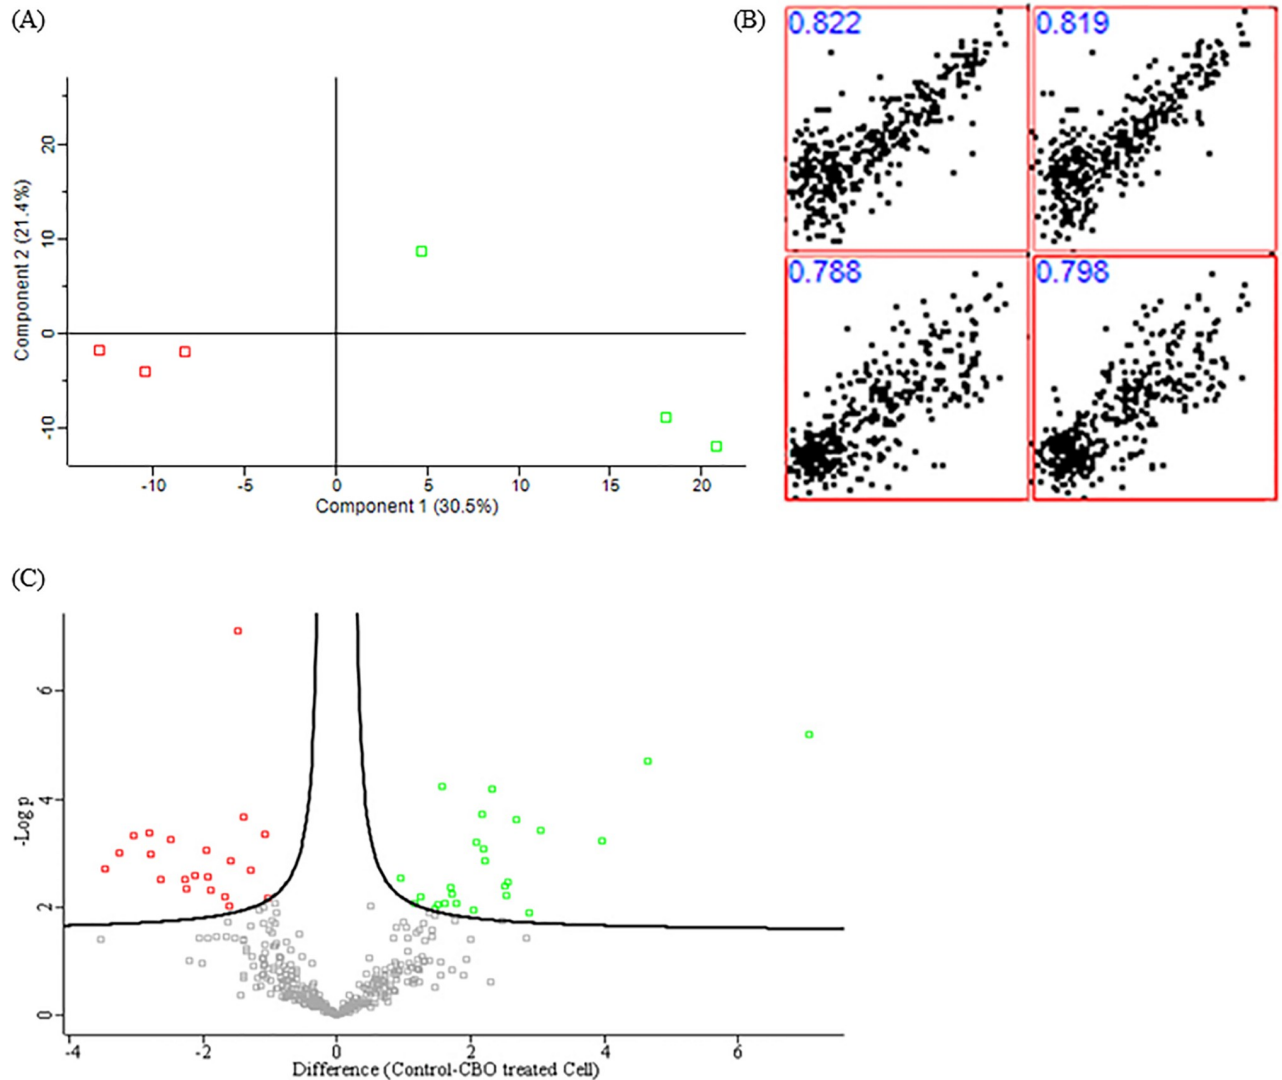 (A)
(B)
0.822
0.819
0.788
0.798
Component 2 (21.4%)
20
10
0
-10
-10 -5 0 5 10 15 20
Component 1 (30.5%)
(C)
-Log p
6
4
2
0
-4 -2 0 2 4 6
Difference (Control-CBO treated Cell)